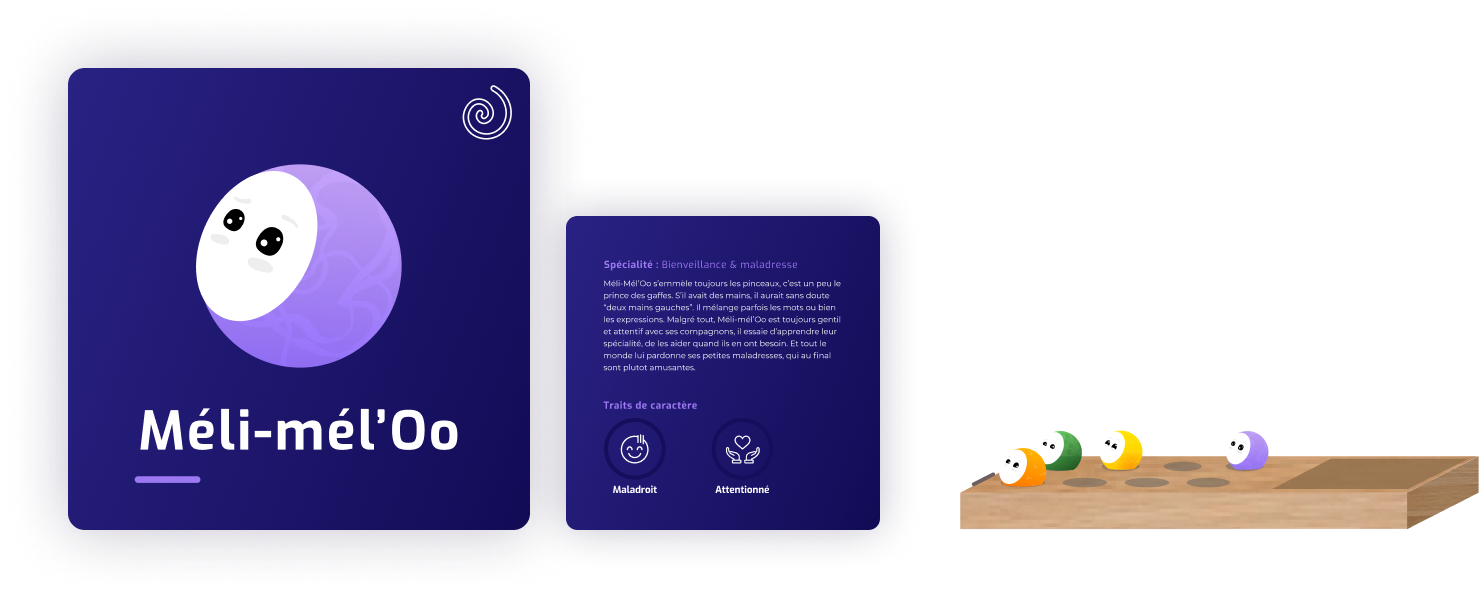 Méli-mél’Oo
Spécialité : Bienveillance & maladresse
Méli-Mél’Oo s’emmêle toujours les pinceaux, c’est un peu le
prince des gaffes. S’il avait des mains, il aurait sans doute
“deux mains gauches”. Il mélange parfois les mots ou bien
les expressions. Malgré tout, Méli-mél’Oo est toujours gentil
et attentif avec ses compagnons, il essaie d’apprendre leur
spécialité, de les aider quand ils en ont besoin. Et tout le
monde lui pardonne ses petites maladresses, qui au final
sont plutot amusantes.
Traits de caractère
Maladroit
Attentionné